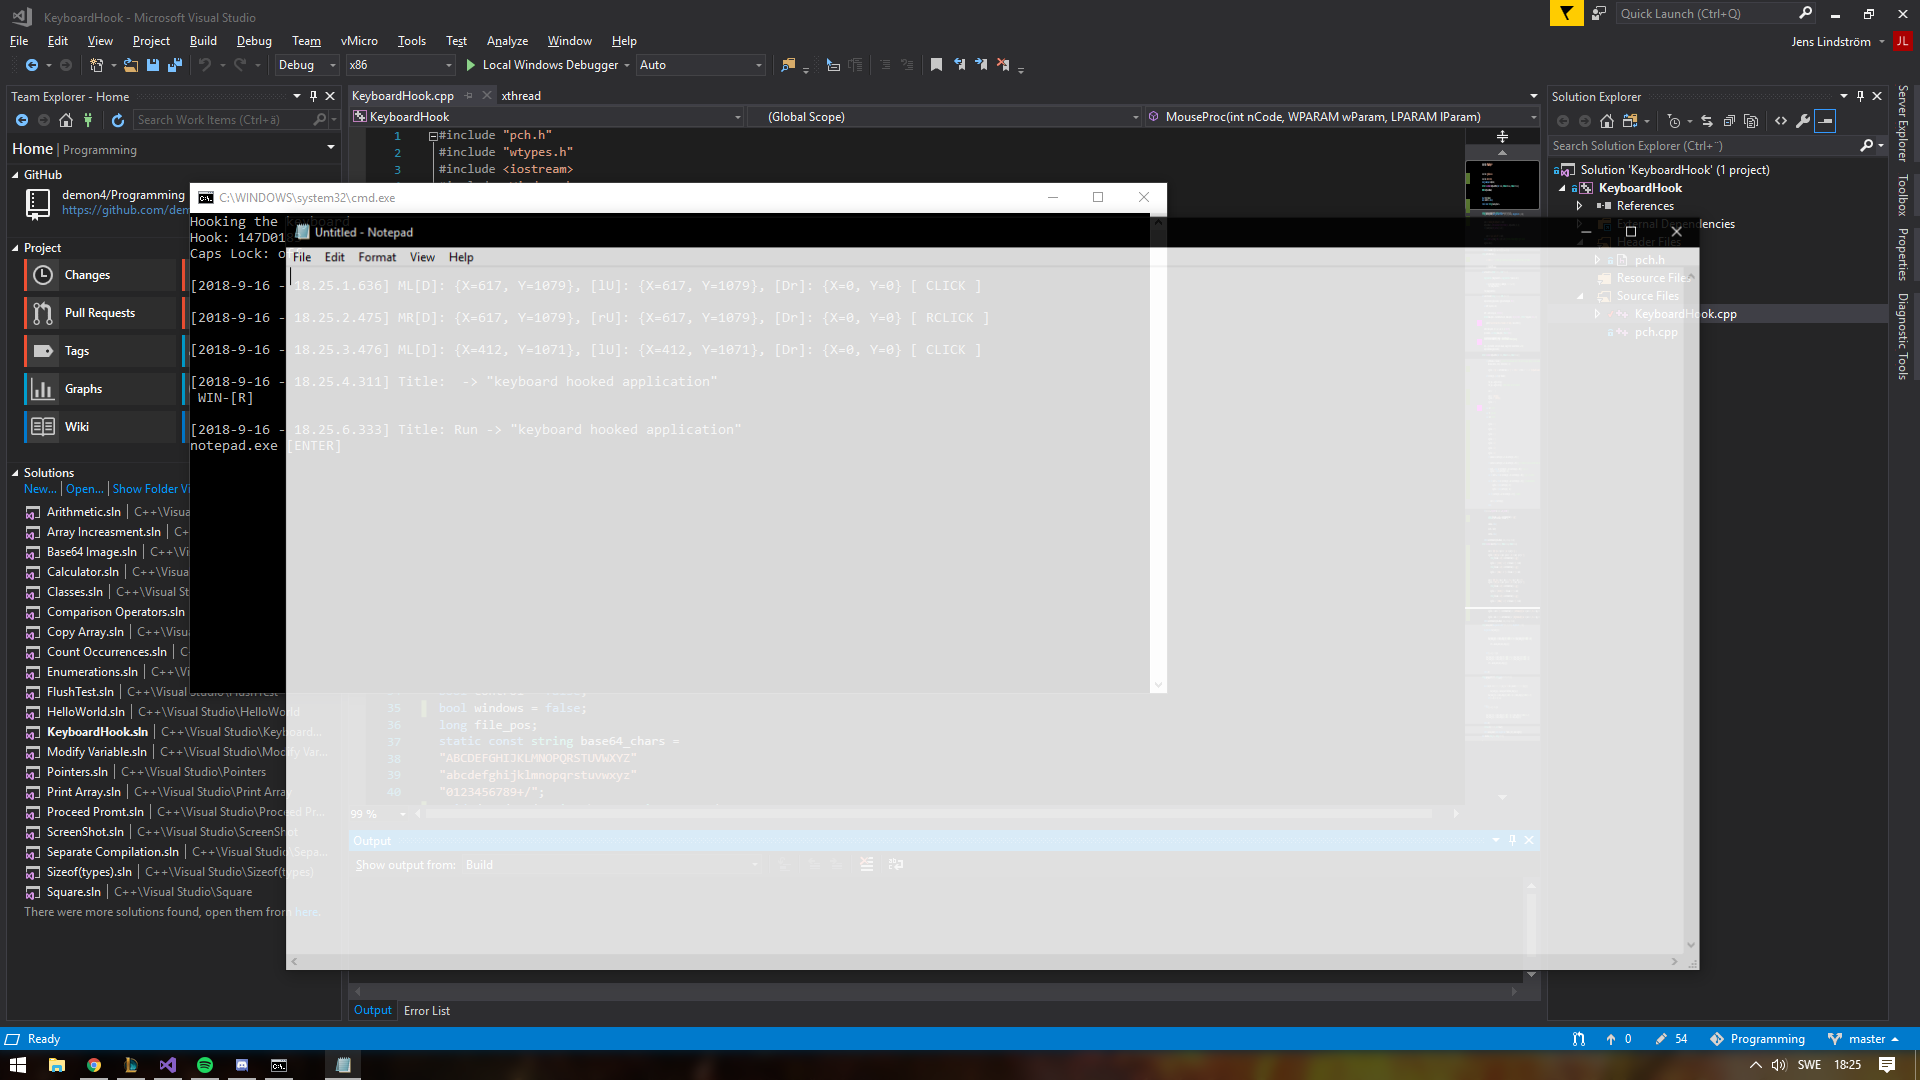 KeyboardHook - Microsoft Visual Studio
Quick Launch (Ctrl+Q)
File Edit View Project Build Debug Team vMicro Tools Test Analyze Window Help
Jens Lindström JL
Debug x86 Local Windows Debugger Auto
Team Explorer - Home
Search Work Items (Ctrl+ä)
Home | Programming
GitHub
demon4/Programming
https://github.com/den
Project
Changes
Pull Requests
Tags
Graphs
Wiki
Solutions
New... | Open... | Show Folder Vi
Arithmetic.sln | C++\Visua
Array Increasment.sln | C+
Base64 Image.sln | C++\Vi
Calculator.sln | C++\Visua
Classes.sln | C++\Visual St
Comparison Operators.sln
Copy Array.sln | C++\Visu
Count Occurrences.sln | C
Enumerations.sln | C++\Vi
FlushTest.sln | C++\Visual Studio\FlushTest
HelloWorld.sln | C++\Visual Studio\HelloWorld
KeyboardHook.sln | C++\Visual Studio\Keyboard...
Modify Variable.sln | C++\Visual Studio\Modify Var...
Pointers.sln | C++\Visual Studio\Pointers
Print Array.sln | C++\Visual Studio\Print Array
Proceed Promt.sln | C++\Visual Studio\Proceed Pr...
ScreenShot.sln | C++\Visual Studio\ScreenShot
Separate Compilation.sln | C++\Visual Studio\Sepa...
Sizeof(types).sln | C++\Visual Studio\Sizeof(types)
Square.sln | C++\Visual Studio\Square
There were more solutions found, open them from here.
KeyboardHook.cpp xthread
KeyboardHook (Global Scope) MouseProc(int nCode, WPARAM wParam, LPARAM lParam)
1 #include "pch.h"
2 #include "wtypes.h"
3 #include <iostream>
C:\WINDOWS\system32\cmd.exe
Hooking the keyboard
Hook: 147D01
Caps Lock: of
[2018-9-16 - 18.25.1.636] ML[D]: {X=617, Y=1079}, [lU]: {X=617, Y=1079}, [Dr]: {X=0, Y=0} [ CLICK ]
[2018-9-16 - 18.25.2.475] MR[D]: {X=617, Y=1079}, [rU]: {X=617, Y=1079}, [Dr]: {X=0, Y=0} [ RCLICK ]
[2018-9-16 - 18.25.3.476] ML[D]: {X=412, Y=1071}, [lU]: {X=412, Y=1071}, [Dr]: {X=0, Y=0} [ CLICK ]
[2018-9-16 - 18.25.4.311] Title:  -> "keyboard hooked application"
WIN-[R]
[2018-9-16 - 18.25.6.333] Title: Run -> "keyboard hooked application"
notepad.exe [ENTER]
Untitled - Notepad
File Edit Format View Help
35 bool windows = false;
36 long file_pos;
37 static const string base64_chars =
38 "ABCDEFGHIJKLMNOPQRSTUVWXYZ"
39 "abcdefghijklmnopqrstuvwxyz"
40 "0123456789+/";
99 %
Output
Show output from: Build
Output Error List
Solution Explorer
Search Solution Explorer (Ctrl+¨)
Solution 'KeyboardHook' (1 project)
KeyboardHook
References
External Dependencies
Header Files
pch.h
Resource Files
Source Files
KeyboardHook.cpp
pch.cpp
Server Explorer
Toolbox
Properties
Diagnostic Tools
Ready
0 54 Programming master
SWE 18:25